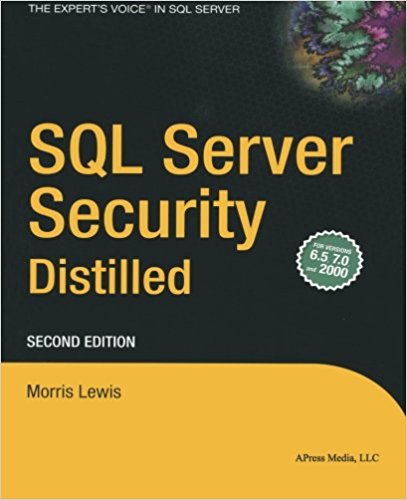 THE EXPERT'S VOICE® IN SQL SERVER
SQL Server
Security
Distilled
FOR VERSIONS
6.5 7.0
and 2000
SECOND EDITION
Morris Lewis
APress Media, LLC